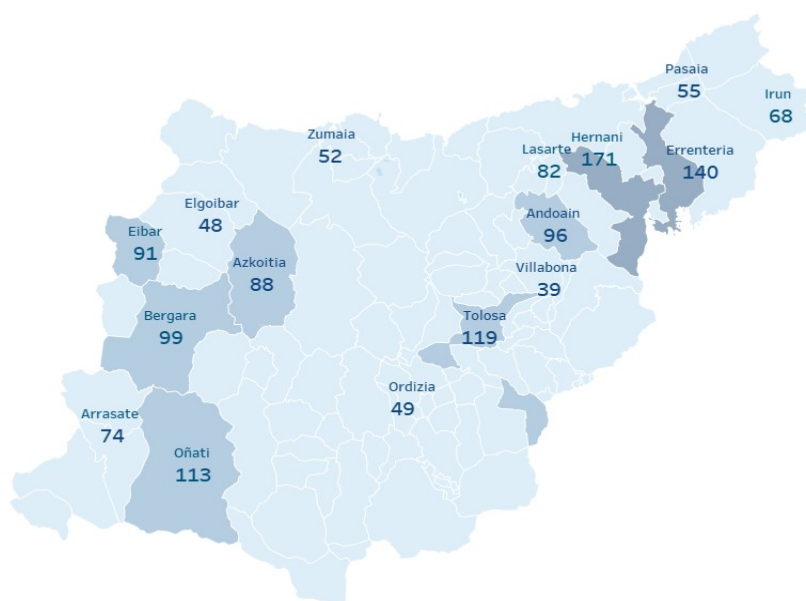 Pasaia
55
Irun
68
Zumaia
52
Hernani
171
Lasarte
82
Errenteria
140
Elgoibar
48
Andoain
96
Eibar
91
Azkoitia
88
Villabona
39
Bergara
99
Tolosa
119
Ordizia
49
Arrasate
74
Oñati
113